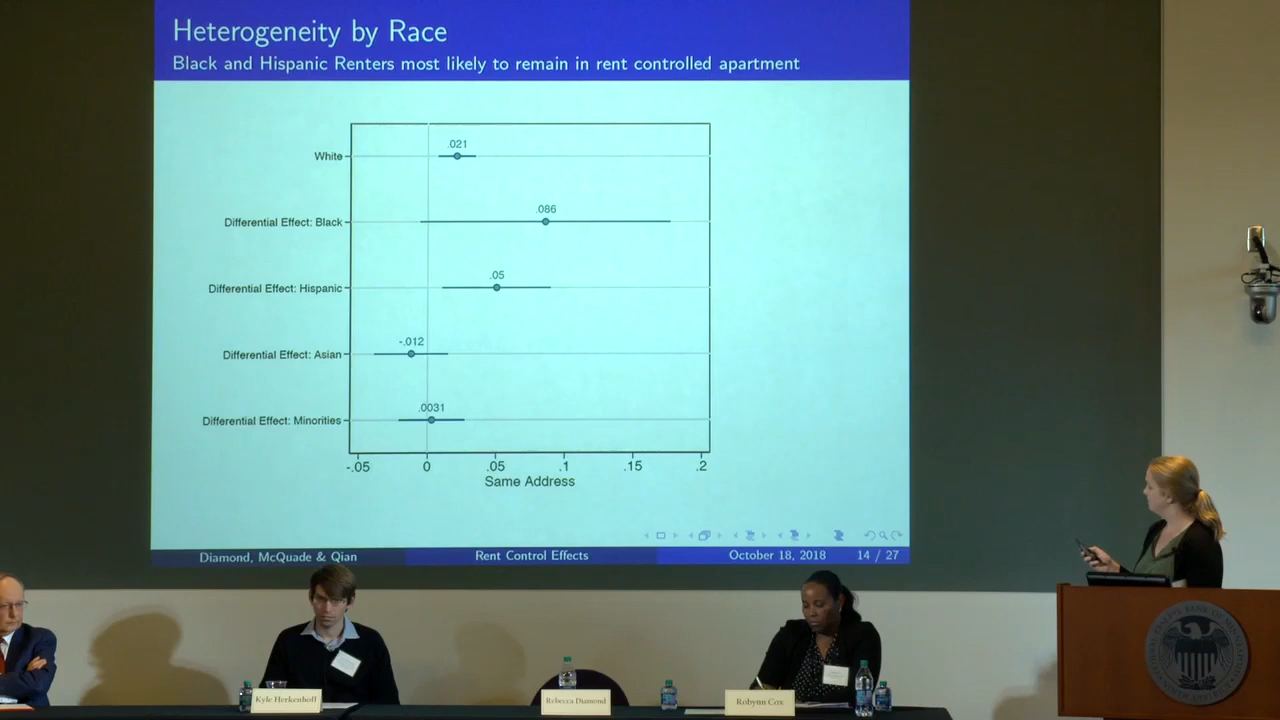 Heterogeneity by Race
Black and Hispanic Renters most likely to remain in rent controlled apartment
White
.021
Differential Effect: Black
.086
Differential Effect: Hispanic
.05
Differential Effect: Asian
-.012
Differential Effect: Minorities
.0031
-.05 0 .05 .1 .15 .2
Same Address
Diamond, McQuade & Qian Rent Control Effects October 18, 2018 14 / 27
Kyle Herkenhoff
Rebecca Diamond
Robynn Cox